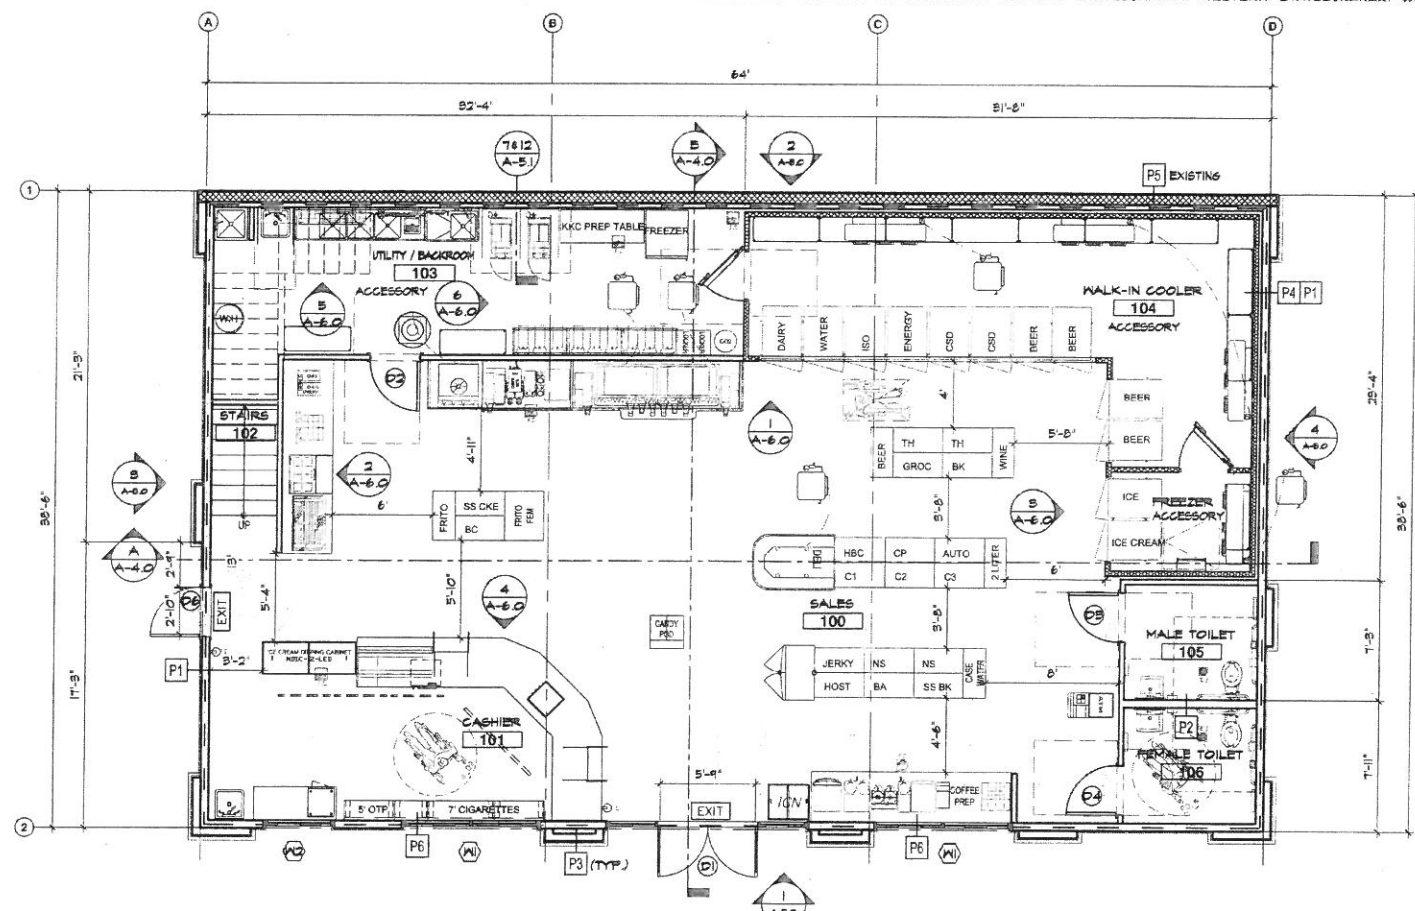 A
B
C
D
64'
32'-4"
31'-8"
7&12
A-5.1
B
A-4.0
2
P5 EXISTING
1
KKC PREP TABLE
FREEZER
UTILITY / BACKROOM
103
ACCESSORY
5
A-6.0
6
A-6.0
WALK-IN COOLER
104
ACCESSORY
P4 P1
DAIRY
WATER
ISO
ENERGY
CSD
CSD
BEER
BEER
21'-3"
29'-4"
38'-6"
38'-6"
D2
STAIRS
102
UP
2
A-6.0
4'-11"
6'
1
A-6.0
4'
BEER
TH
TH
WINE
GROC
BK
5'-8"
BEER
BEER
4
3
A
A-4.0
FRITO
SS CKE
BC
FRITO
FEM
3'-8"
3
A-6.0
ICE
FREEZER
ACCESSORY
ICE CREAM
2'-9"
2'-10"
D6
EXIT
3'
5'-4"
5'-10"
4
A-6.0
DELI
HBC
CP
AUTO
2 LITER
C1
C2
C3
6'
SALES
100
CANDY
POD
3'-8"
D5
MALE TOILET
105
7'-3"
P1
3'-2"
ICE CREAM DIPPING CABINET
JERKY
NS
NS
CASE
WATER
HOST
BA
SS BK
8'
P2
17'-3"
CASHIER
101
4'-6"
FEMALE TOILET
106
7'-11"
5'-9"
COFFEE
PREP
D4
5' OTP
7' CIGARETTES
EXIT
ICN
2
W2
P6
W1
P3 (TYP.)
D1
P6
W1
1